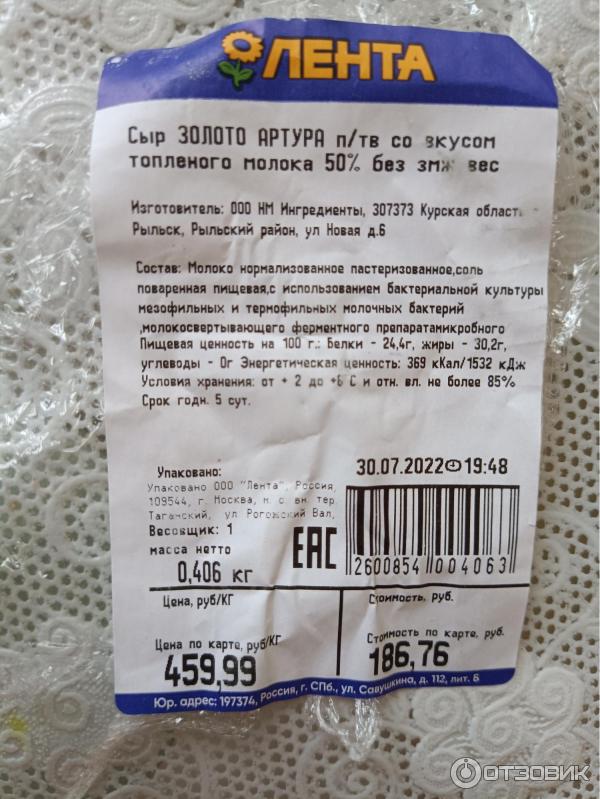 ЛЕНТА
Сыр ЗОЛОТО АРТУРА п/тв со вкусом
топленого молока 50% без змж вес
Изготовитель: ООО НМ Ингредиенты, 307373 Курская область -
Рыльск, Рыльский район, ул Новая д.6
Состав: Молоко нормализованное пастеризованное,соль
поваренная пищевая,с использованием бактериальной культуры
мезофильных и термофильных молочных бактерий
,молокосвертывающего ферментного препаратамикробного
Пищевая ценность на 100 г.: Белки - 24,4г, жиры - 30,2г,
углеводы - 0г Энергетическая ценность: 369 кКал/1532 кДж
Условия хранения: от + 2 до +6 С и отн. вл. не более 85%
Срок годн. 5 сут.
Упаковано: 30.07.2022 19:48
Упаковано ООО "Лента", Россия,
109544, г. Москва, н. с. вн. тер.
Таганский, ул Рогожский Вал,
Весовщик: 1
масса нетто
0,406 кг
EAC
2600854 004063
Цена, руб/КГ Стоимость, руб.
Цена по карте, руб/КГ Стоимость по карте, руб.
459,99 186,76
Юр. адрес: 197374, Россия, г. СПб., ул. Савушкина, д. 112, лит. Б
ОТЗОВИК